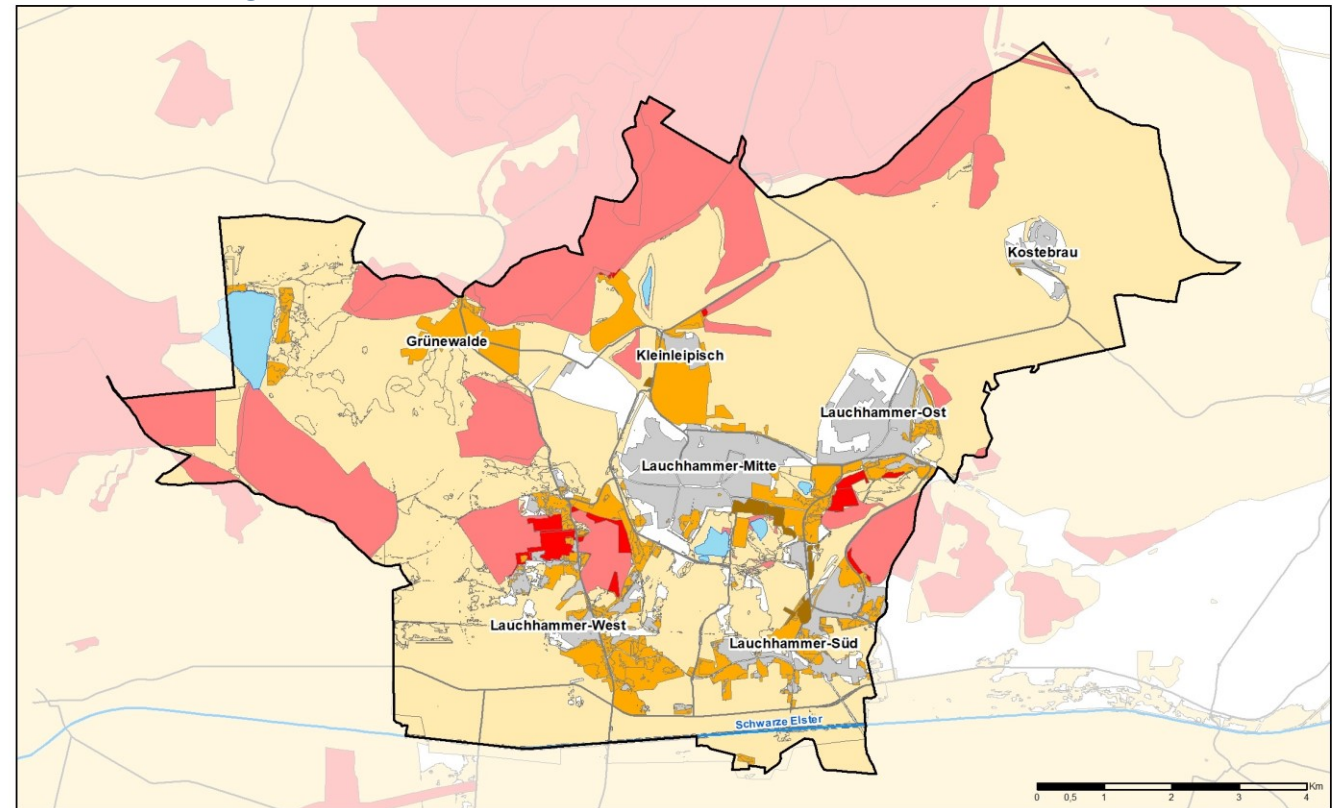 Kostebrau
Grünewalde
Kleinleipisch
Lauchhammer-Ost
Lauchhammer-Mitte
Lauchhammer-West
Lauchhammer-Süd
Schwarze Elster
Km
0 0,5 1 2 3 4